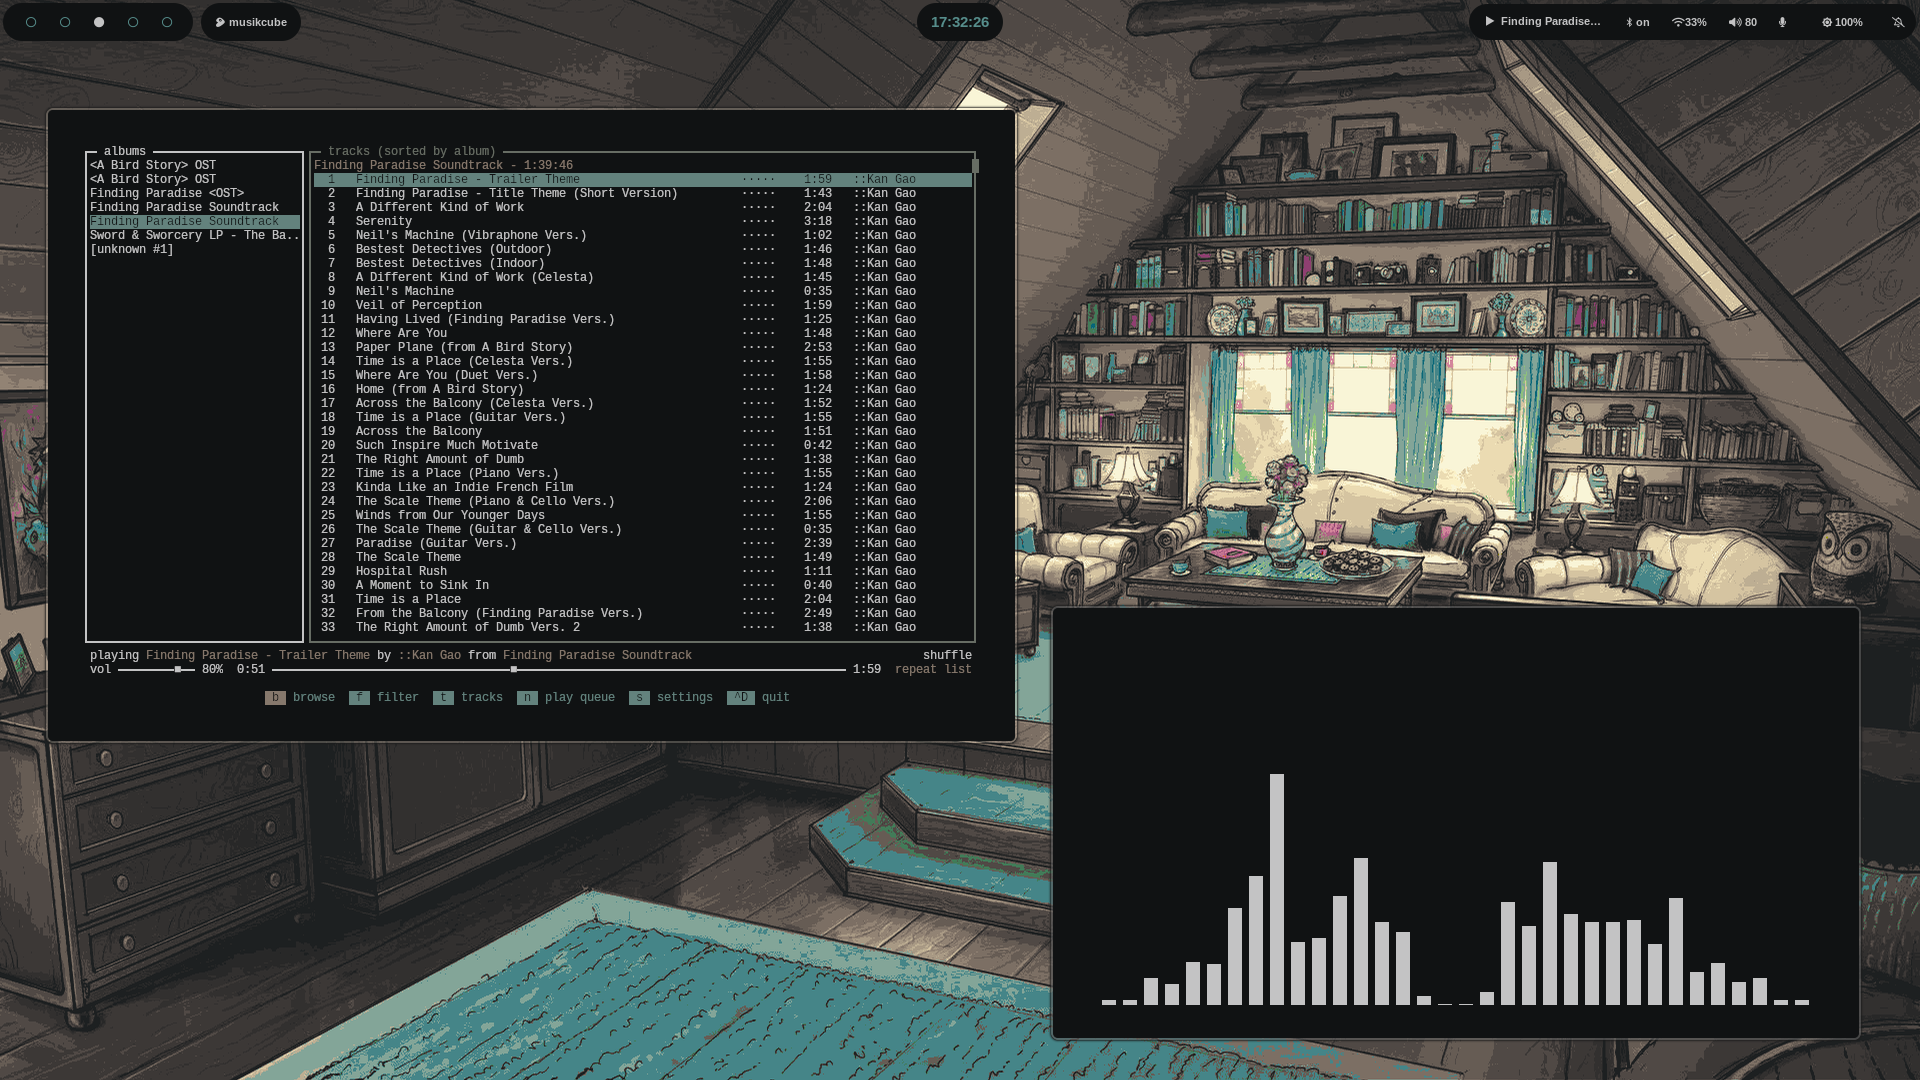 musikcube
17:32:26
Finding Paradise...
on
33%
80
100%
albums
<A Bird Story> OST
<A Bird Story> OST
Finding Paradise <OST>
Finding Paradise Soundtrack
Finding Paradise Soundtrack
Sword & Sworcery LP - The Ba..
[unknown #1]
tracks (sorted by album)
Finding Paradise Soundtrack - 1:39:46
1 Finding Paradise - Trailer Theme ····· 1:59 ::Kan Gao
2 Finding Paradise - Title Theme (Short Version) ····· 1:43 ::Kan Gao
3 A Different Kind of Work ····· 2:04 ::Kan Gao
4 Serenity ····· 3:18 ::Kan Gao
5 Neil's Machine (Vibraphone Vers.) ····· 1:02 ::Kan Gao
6 Bestest Detectives (Outdoor) ····· 1:46 ::Kan Gao
7 Bestest Detectives (Indoor) ····· 1:48 ::Kan Gao
8 A Different Kind of Work (Celesta) ····· 1:45 ::Kan Gao
9 Neil's Machine ····· 0:35 ::Kan Gao
10 Veil of Perception ····· 1:59 ::Kan Gao
11 Having Lived (Finding Paradise Vers.) ····· 1:25 ::Kan Gao
12 Where Are You ····· 1:48 ::Kan Gao
13 Paper Plane (from A Bird Story) ····· 2:53 ::Kan Gao
14 Time is a Place (Celesta Vers.) ····· 1:55 ::Kan Gao
15 Where Are You (Duet Vers.) ····· 1:58 ::Kan Gao
16 Home (from A Bird Story) ····· 1:24 ::Kan Gao
17 Across the Balcony (Celesta Vers.) ····· 1:52 ::Kan Gao
18 Time is a Place (Guitar Vers.) ····· 1:55 ::Kan Gao
19 Across the Balcony ····· 1:51 ::Kan Gao
20 Such Inspire Much Motivate ····· 0:42 ::Kan Gao
21 The Right Amount of Dumb ····· 1:38 ::Kan Gao
22 Time is a Place (Piano Vers.) ····· 1:55 ::Kan Gao
23 Kinda Like an Indie French Film ····· 1:24 ::Kan Gao
24 The Scale Theme (Piano & Cello Vers.) ····· 2:06 ::Kan Gao
25 Winds from Our Younger Days ····· 1:55 ::Kan Gao
26 The Scale Theme (Guitar & Cello Vers.) ····· 0:35 ::Kan Gao
27 Paradise (Guitar Vers.) ····· 2:39 ::Kan Gao
28 The Scale Theme ····· 1:49 ::Kan Gao
29 Hospital Rush ····· 1:11 ::Kan Gao
30 A Moment to Sink In ····· 0:40 ::Kan Gao
31 Time is a Place ····· 2:04 ::Kan Gao
32 From the Balcony (Finding Paradise Vers.) ····· 2:49 ::Kan Gao
33 The Right Amount of Dumb Vers. 2 ····· 1:38 ::Kan Gao
playing Finding Paradise - Trailer Theme by ::Kan Gao from Finding Paradise Soundtrack shuffle
vol 80% 0:51 1:59 repeat list
b browse f filter t tracks n play queue s settings ^D quit